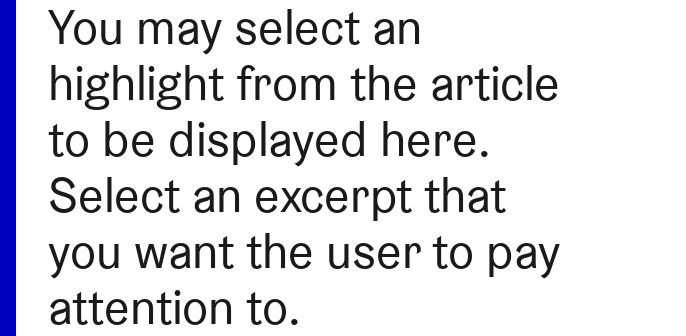 You may select an
highlight from the article
to be displayed here.
Select an excerpt that
you want the user to pay
attention to.